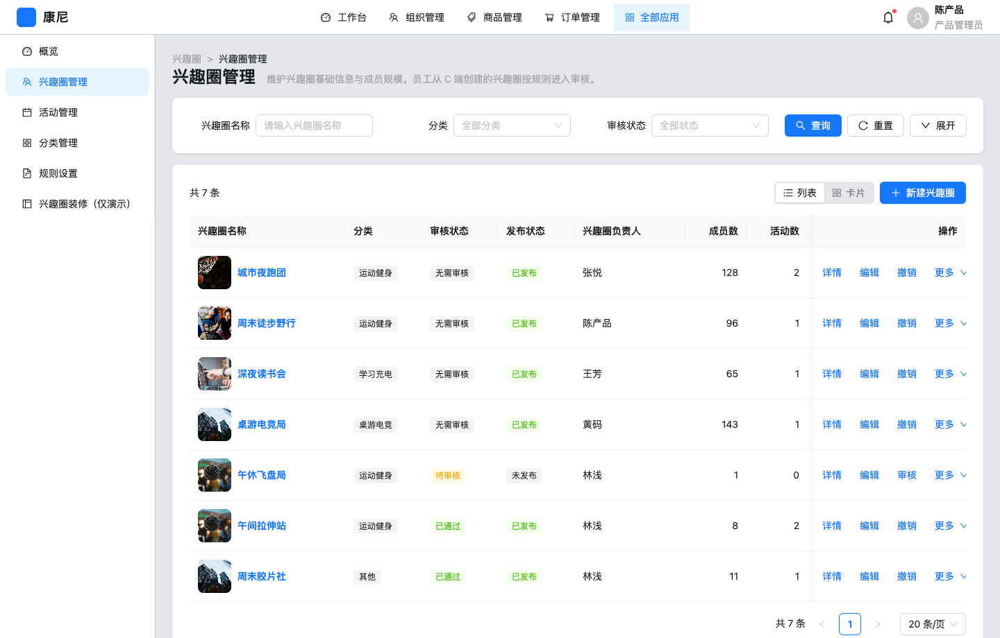 康尼
工作台
组织管理
商品管理
订单管理
全部应用
陈产品
产品管理员
概览
兴趣圈管理
活动管理
分类管理
规则设置
兴趣圈装修（仅演示）
兴趣圈 > 兴趣圈管理
兴趣圈管理 维护兴趣圈基础信息与成员规模。员工从 C 端创建的兴趣圈按规则进入审核。
兴趣圈名称 请输入兴趣圈名称 分类 全部分类 审核状态 全部状态 查询 重置 展开
共 7 条 列表 卡片 新建兴趣圈
兴趣圈名称 分类 审核状态 发布状态 兴趣圈负责人 成员数 活动数 操作
城市夜跑团 运动健身 无需审核 已发布 张悦 128 2 详情 编辑 撤销 更多
周末徒步野行 运动健身 无需审核 已发布 陈产品 96 1 详情 编辑 撤销 更多
深夜读书会 学习充电 无需审核 已发布 王芳 65 1 详情 编辑 撤销 更多
桌游电竞局 桌游电竞 无需审核 已发布 黄码 143 1 详情 编辑 撤销 更多
午休飞盘局 运动健身 待审核 未发布 林浅 1 0 详情 编辑 审核 更多
午间拉伸站 运动健身 已通过 已发布 林浅 8 2 详情 编辑 撤销 更多
周末胶片社 其他 已通过 已发布 林浅 11 1 详情 编辑 撤销 更多
共 7 条 1 20 条/页